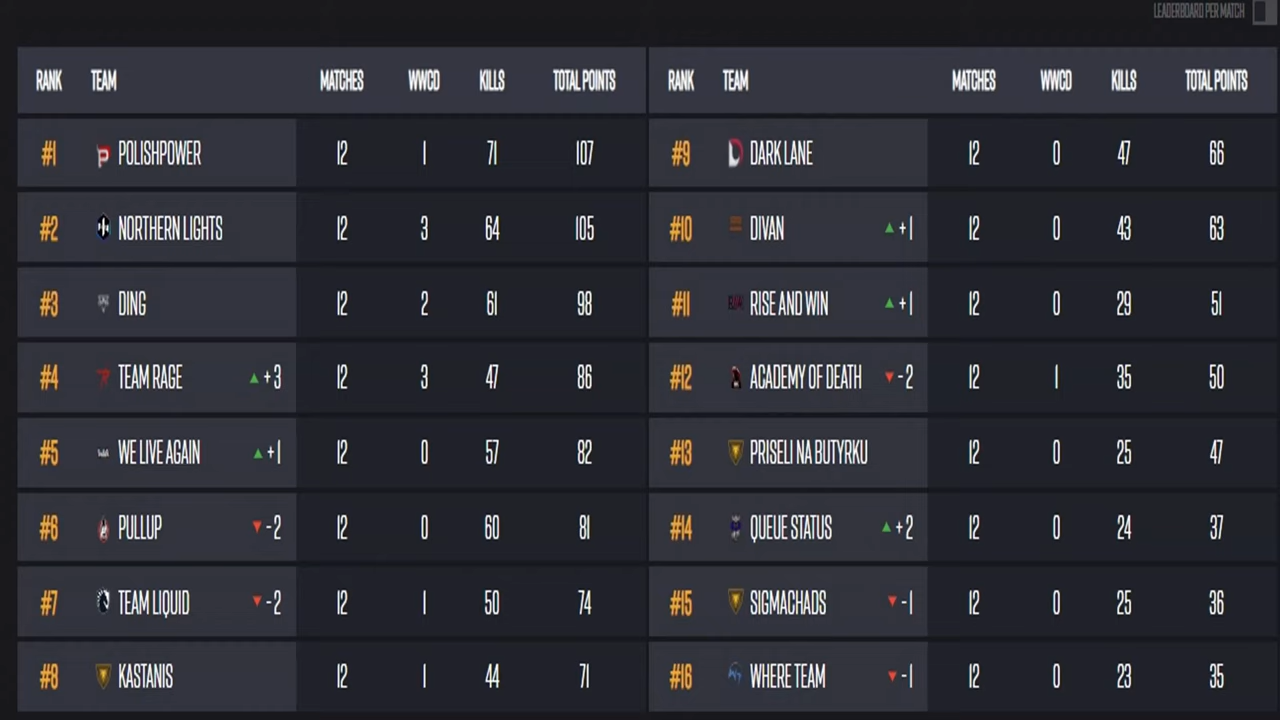 LEADERBOARD PER MATCH
RANK TEAM MATCHES WWCD KILLS TOTAL POINTS
#1 POLISHPOWER 12 1 71 107
#2 NORTHERN LIGHTS 12 3 64 105
#3 DING 12 2 61 98
#4 TEAM RAGE +3 12 3 47 86
#5 WE LIVE AGAIN +1 12 0 57 82
#6 PULLUP -2 12 0 60 81
#7 TEAM LIQUID -2 12 1 50 74
#8 KASTANIS 12 1 44 71
RANK TEAM MATCHES WWCD KILLS TOTAL POINTS
#9 DARK LANE 12 0 47 66
#10 DIVAN +1 12 0 43 63
#11 RISE AND WIN +1 12 0 29 51
#12 ACADEMY OF DEATH -2 12 1 35 50
#13 PRISELI NA BUTYRKU 12 0 25 47
#14 QUEUE STATUS +2 12 0 24 37
#15 SIGMACHADS -1 12 0 25 36
#16 WHERE TEAM -1 12 0 23 35